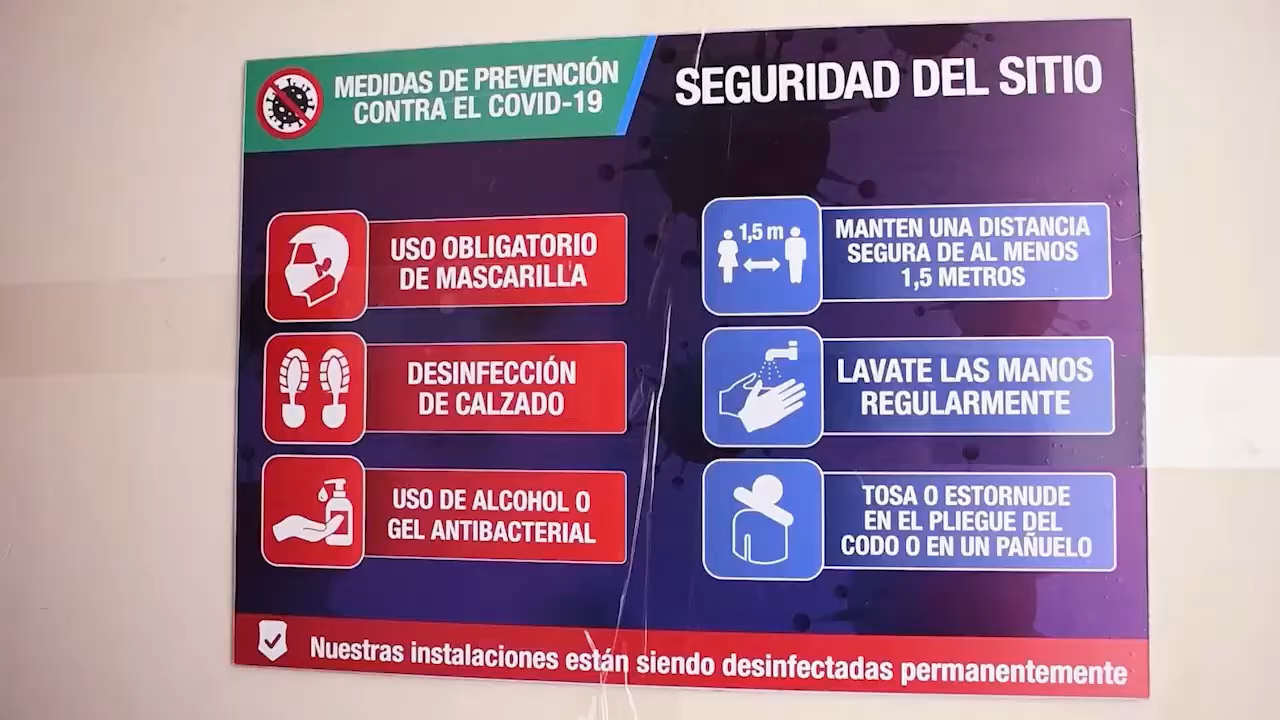 MEDIDAS DE PREVENCIÓN
CONTRA EL COVID-19
SEGURIDAD DEL SITIO
USO OBLIGATORIO
DE MASCARILLA
DESINFECCIÓN
DE CALZADO
USO DE ALCOHOL O
GEL ANTIBACTERIAL
1,5 m
MANTEN UNA DISTANCIA
SEGURA DE AL MENOS
1,5 METROS
LAVATE LAS MANOS
REGULARMENTE
TOSA O ESTORNUDE
EN EL PLIEGUE DEL
CODO O EN UN PAÑUELO
Nuestras instalaciones están siendo desinfectadas permanentemente